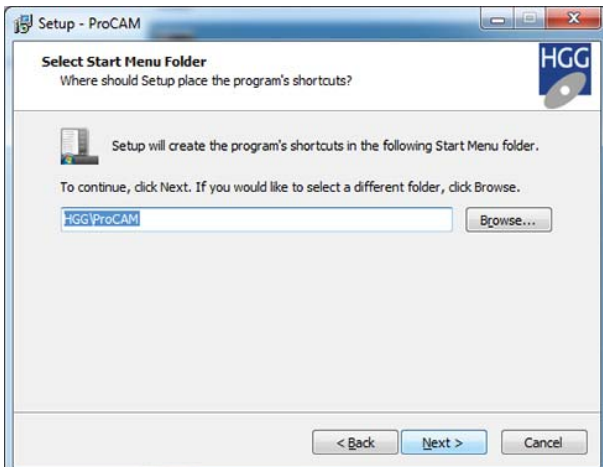 Setup - ProCAM
Select Start Menu Folder
Where should Setup place the program's shortcuts?
HGG
Setup will create the program's shortcuts in the following Start Menu folder.
To continue, click Next. If you would like to select a different folder, click Browse.
HGG\ProCAM
Browse...
< Back
Next >
Cancel